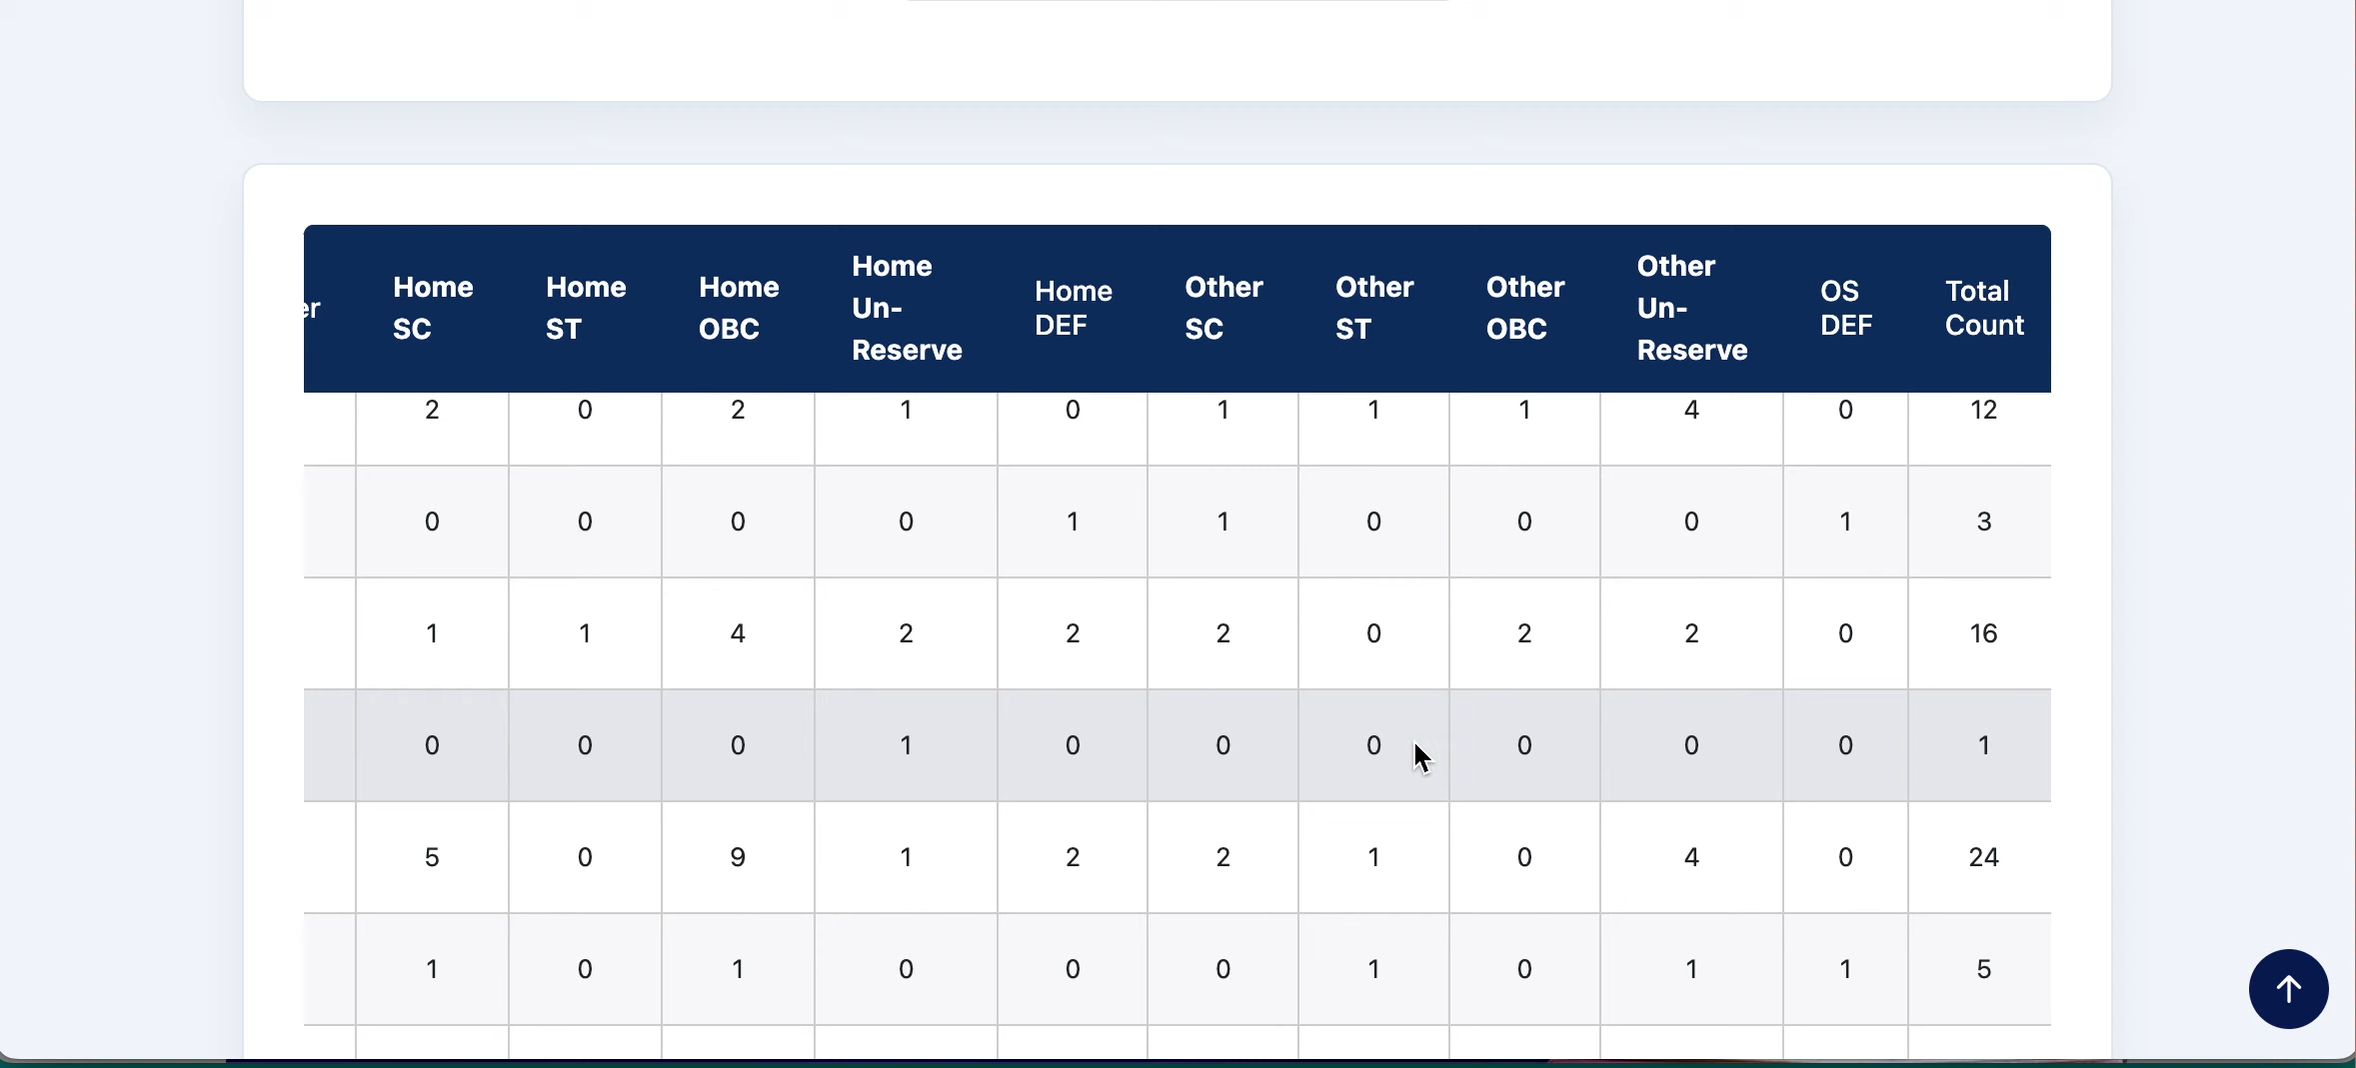 er Home SC Home ST Home OBC Home Un-Reserve Home DEF Other SC Other ST Other OBC Other Un-Reserve OS DEF Total Count
2 0 2 1 0 1 1 1 4 0 12
0 0 0 0 1 1 0 0 0 1 3
1 1 4 2 2 2 0 2 2 0 16
0 0 0 1 0 0 0 0 0 0 1
5 0 9 1 2 2 1 0 4 0 24
1 0 1 0 0 0 1 0 1 1 5